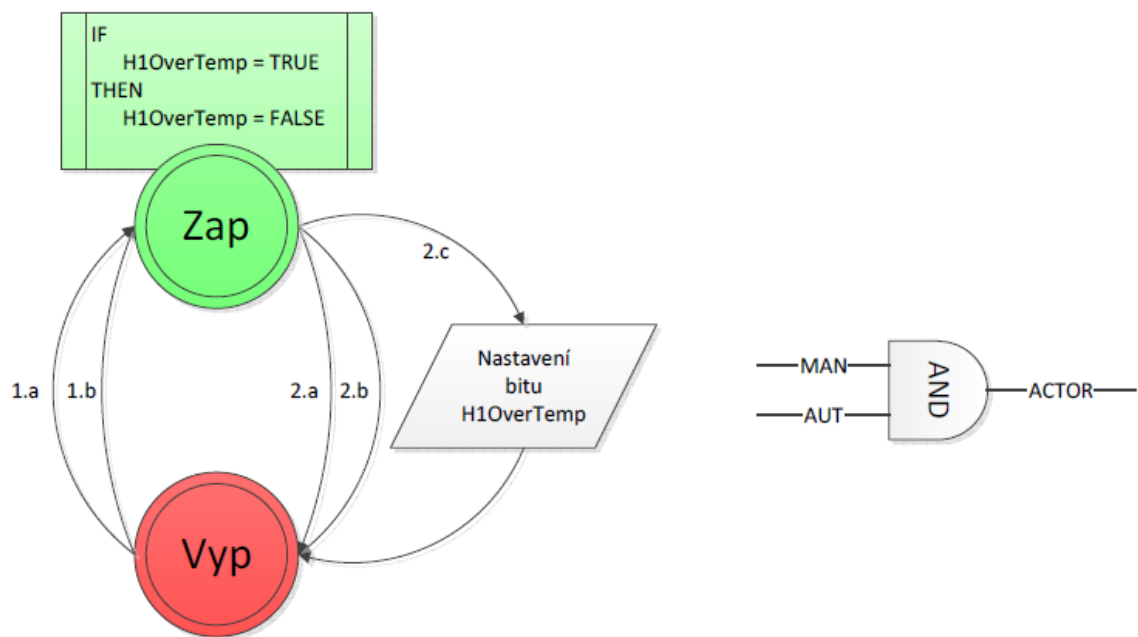 IF
H1OverTemp = TRUE
THEN
H1OverTemp = FALSE
Zap
2.c
1.a
1.b
2.a
2.b
Nastavení
bitu
H1OverTemp
Vyp
MAN
AUT
AND
ACTOR